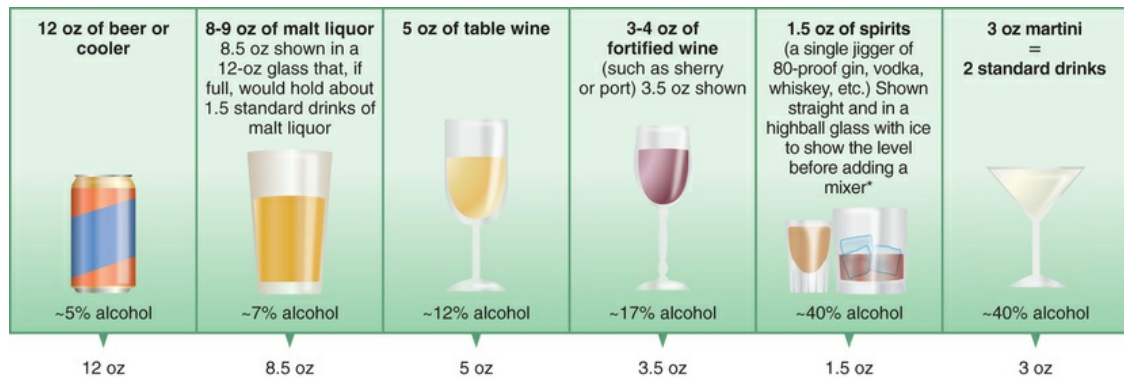 12 oz of beer or
cooler
8-9 oz of malt liquor
8.5 oz shown in a
12-oz glass that, if
full, would hold about
1.5 standard drinks of
malt liquor
5 oz of table wine
3-4 oz of
fortified wine
(such as sherry
or port) 3.5 oz shown
1.5 oz of spirits
(a single jigger of
80-proof gin, vodka,
whiskey, etc.) Shown
straight and in a
highball glass with ice
to show the level
before adding a
mixer*
3 oz martini
=
2 standard drinks
~5% alcohol
~7% alcohol
~12% alcohol
~17% alcohol
~40% alcohol
~40% alcohol
12 oz
8.5 oz
5 oz
3.5 oz
1.5 oz
3 oz